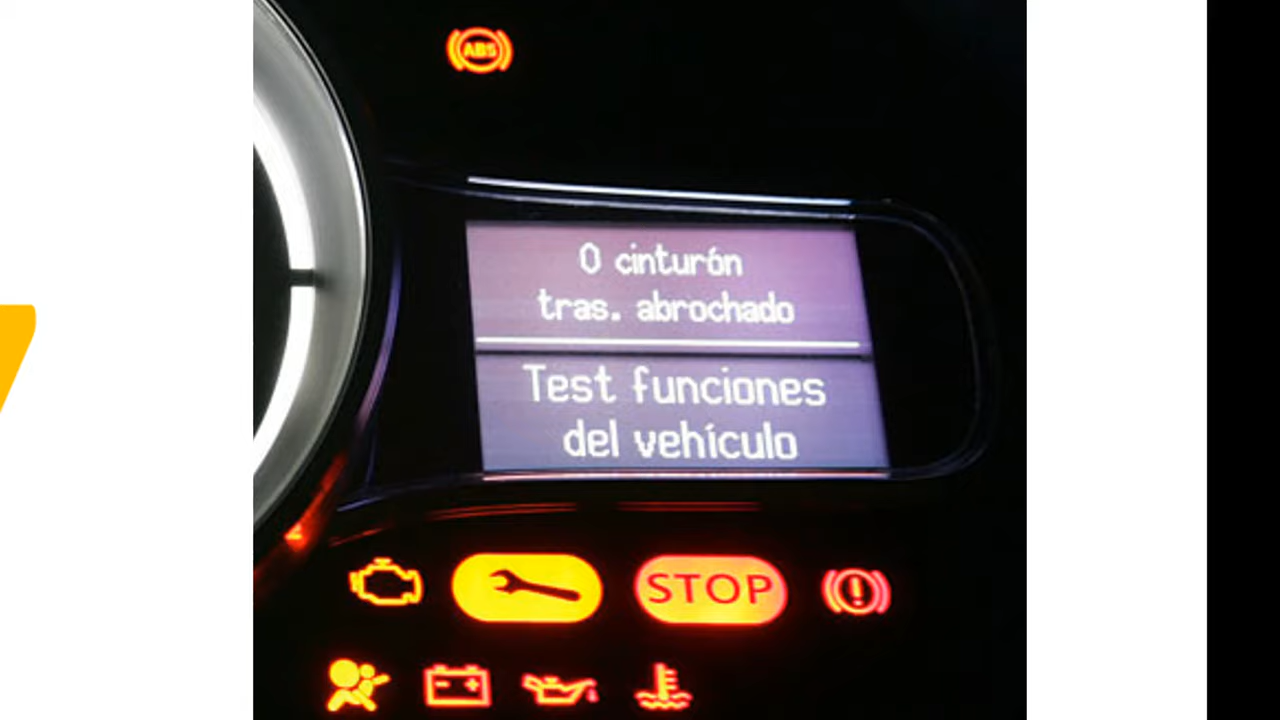 ABS
0 cinturón
tras. abrochado
Test funciones
del vehículo
STOP